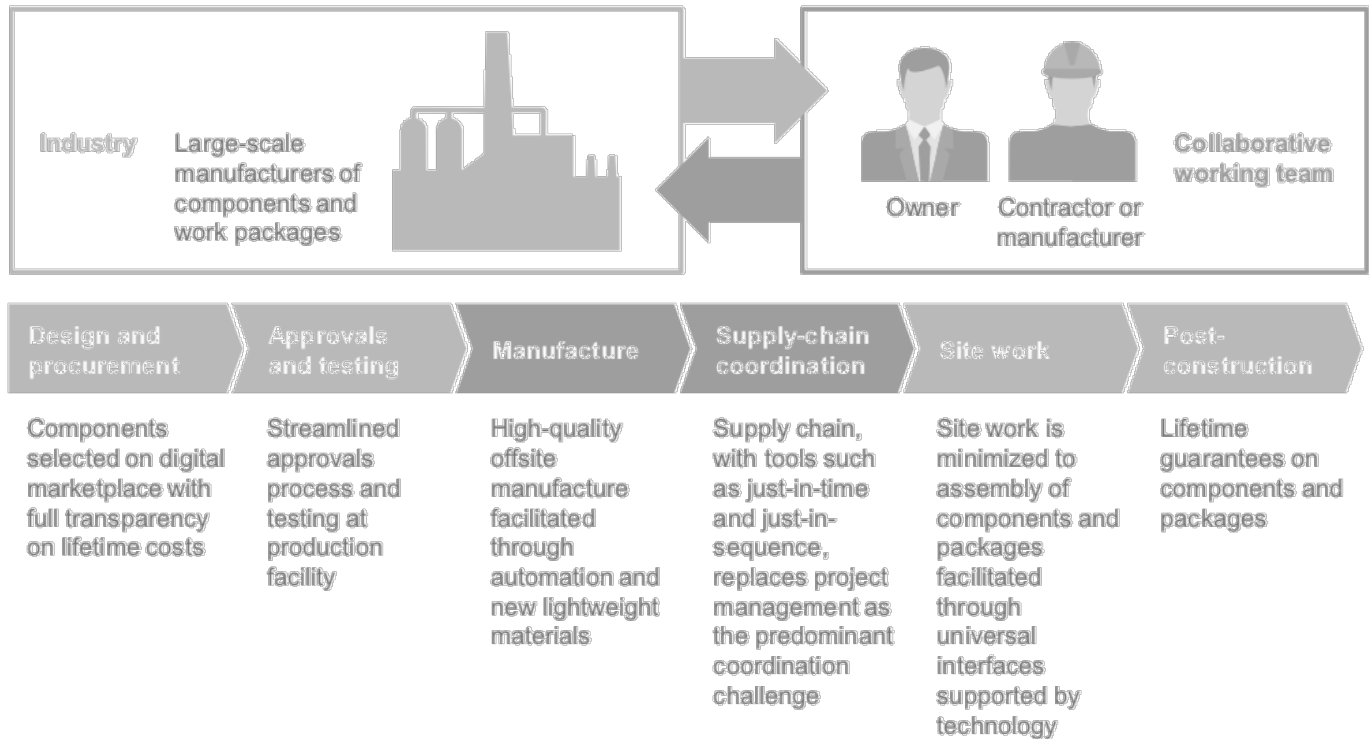 Industry
Large-scale
manufacturers of
components and
work packages
Owner
Contractor or
manufacturer
Collaborative
working team
Design and
procurement
Approvals
and testing
Manufacture
Supply-chain
coordination
Site work
Post-
construction
Components
selected on digital
marketplace with
full transparency
on lifetime costs
Streamlined
approvals
process and
testing at
production
facility
High-quality
offsite
manufacture
facilitated
through
automation and
new lightweight
materials
Supply chain,
with tools such
as just-in-time
and just-in-
sequence,
replaces project
management as
the predominant
coordination
challenge
Site work is
minimized to
assembly of
components and
packages
facilitated
through
universal
interfaces
supported by
technology
Lifetime
guarantees on
components and
packages